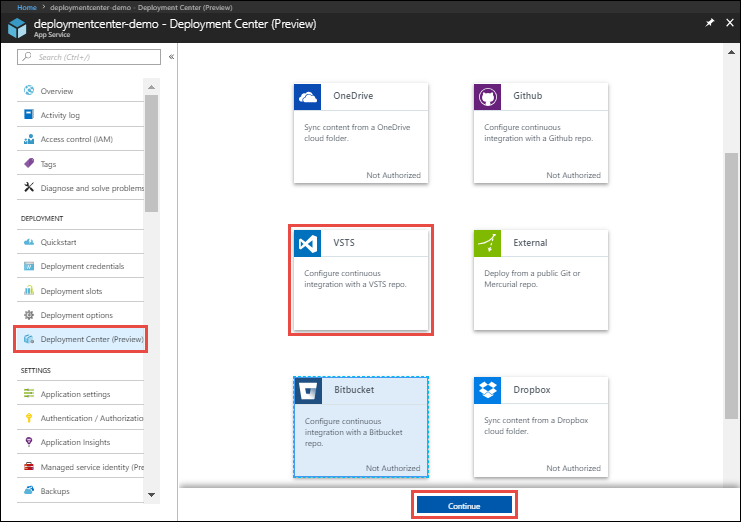 Home > deploymentcenter-demo - Deployment Center (Preview)
deploymentcenter-demo - Deployment Center (Preview)
App Service
Search (Ctrl+/)
Overview
Activity log
Access control (IAM)
Tags
Diagnose and solve problems
DEPLOYMENT
Quickstart
Deployment credentials
Deployment slots
Deployment options
Deployment Center (Preview)
SETTINGS
Application settings
Authentication / Authorizatio
Application Insights
Managed service identity (Pre
Backups
OneDrive
Sync content from a OneDrive
cloud folder.
Not Authorized
Github
Configure continuous
integration with a Github repo.
Not Authorized
VSTS
Configure continuous
integration with a VSTS repo.
External
Deploy from a public Git or
Mercurial repo.
Bitbucket
Configure continuous
integration with a Bitbucket
repo.
Not Authorized
Dropbox
Sync content from a Dropbox
cloud folder.
Not Authorized
Continue